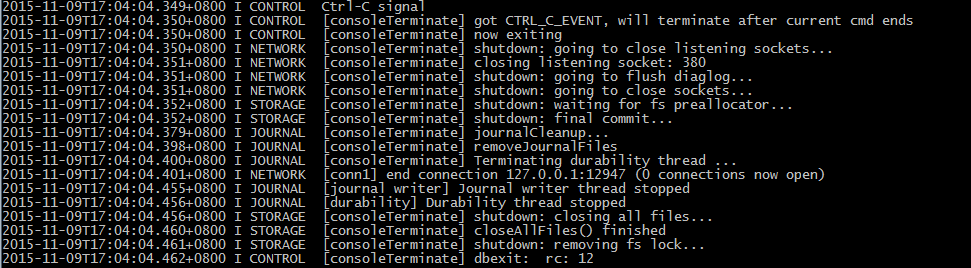 2015-11-09T17:04:04.349+0800 I CONTROL  Ctrl-C signal
2015-11-09T17:04:04.350+0800 I CONTROL  [consoleTerminate] got CTRL_C_EVENT, will terminate after current cmd ends
2015-11-09T17:04:04.350+0800 I CONTROL  [consoleTerminate] now exiting
2015-11-09T17:04:04.350+0800 I NETWORK  [consoleTerminate] shutdown: going to close listening sockets...
2015-11-09T17:04:04.351+0800 I NETWORK  [consoleTerminate] closing listening socket: 380
2015-11-09T17:04:04.351+0800 I NETWORK  [consoleTerminate] shutdown: going to flush diaglog...
2015-11-09T17:04:04.351+0800 I NETWORK  [consoleTerminate] shutdown: going to close sockets...
2015-11-09T17:04:04.352+0800 I STORAGE  [consoleTerminate] shutdown: waiting for fs preallocator...
2015-11-09T17:04:04.352+0800 I STORAGE  [consoleTerminate] shutdown: final commit...
2015-11-09T17:04:04.379+0800 I JOURNAL  [consoleTerminate] journalCleanup...
2015-11-09T17:04:04.398+0800 I JOURNAL  [consoleTerminate] removeJournalFiles
2015-11-09T17:04:04.400+0800 I JOURNAL  [consoleTerminate] Terminating durability thread ...
2015-11-09T17:04:04.401+0800 I NETWORK  [conn1] end connection 127.0.0.1:12947 (0 connections now open)
2015-11-09T17:04:04.455+0800 I JOURNAL  [journal writer] Journal writer thread stopped
2015-11-09T17:04:04.456+0800 I JOURNAL  [durability] Durability thread stopped
2015-11-09T17:04:04.456+0800 I STORAGE  [consoleTerminate] shutdown: closing all files...
2015-11-09T17:04:04.460+0800 I STORAGE  [consoleTerminate] closeAllFiles() finished
2015-11-09T17:04:04.461+0800 I STORAGE  [consoleTerminate] shutdown: removing fs lock...
2015-11-09T17:04:04.462+0800 I CONTROL  [consoleTerminate] dbexit:  rc: 12